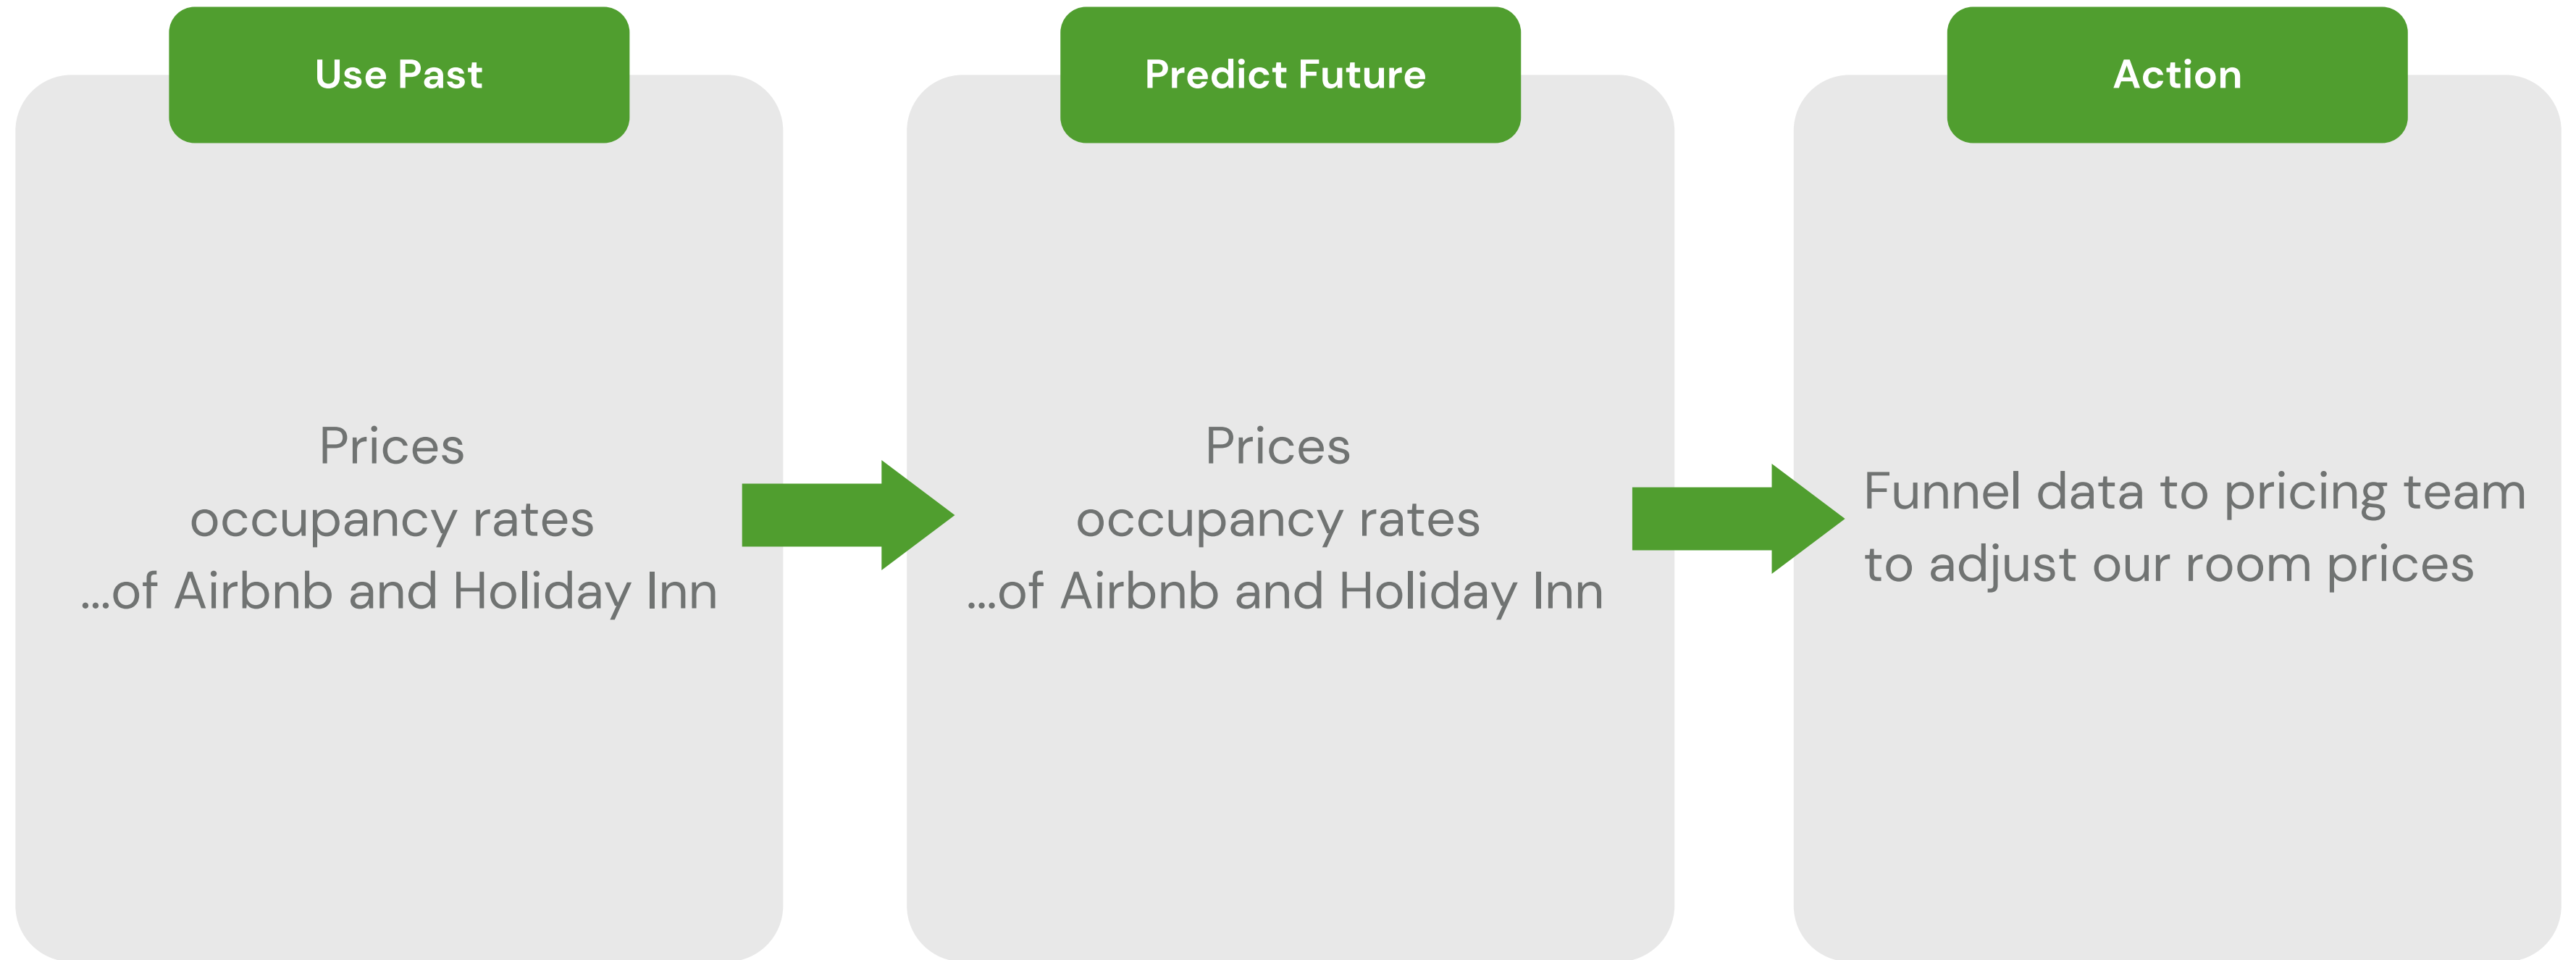 Use Past
Prices
occupancy rates
...of Airbnb and Holiday Inn
Predict Future
Prices
occupancy rates
...of Airbnb and Holiday Inn
Action
Funnel data to pricing team
to adjust our room prices